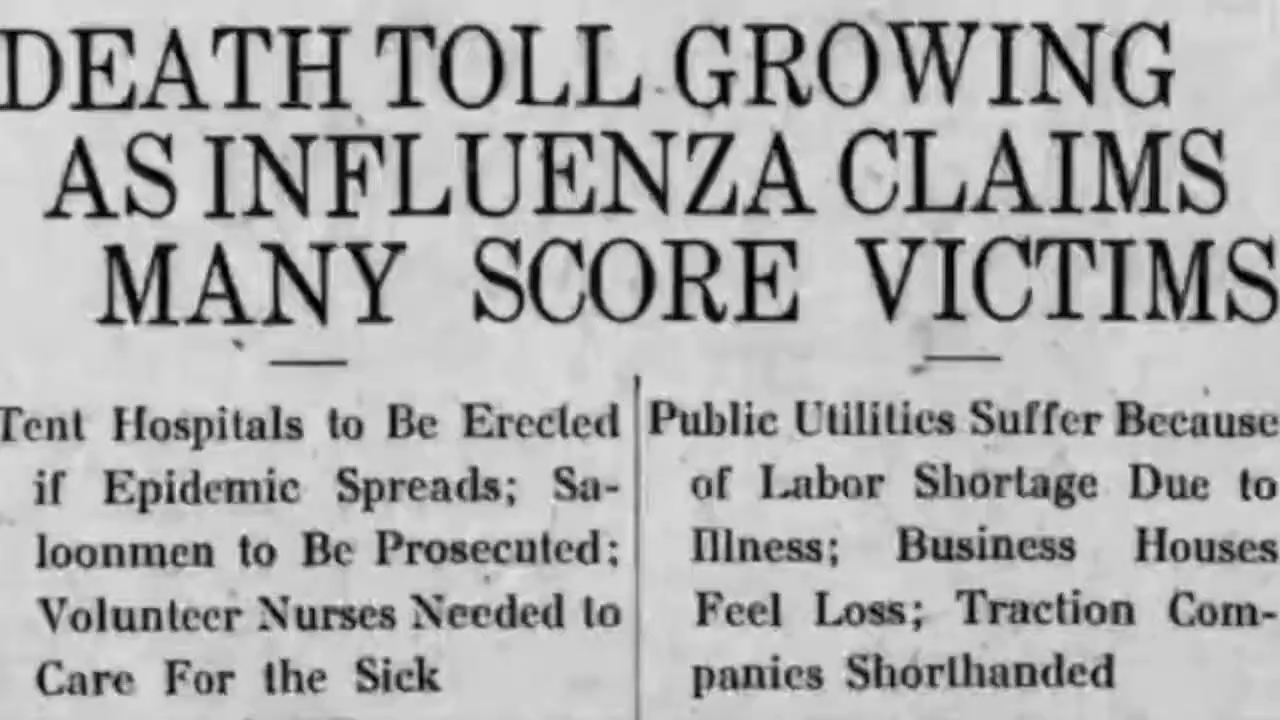 DEATH TOLL GROWING
AS INFLUENZA CLAIMS
MANY SCORE VICTIMS
Tent Hospitals to Be Erected
if Epidemic Spreads; Sa-
loonmen to Be Prosecuted;
Volunteer Nurses Needed to
Care For the Sick
Public Utilities Suffer Because
of Labor Shortage Due to
Illness; Business Houses
Feel Loss; Traction Com-
panies Shorthanded